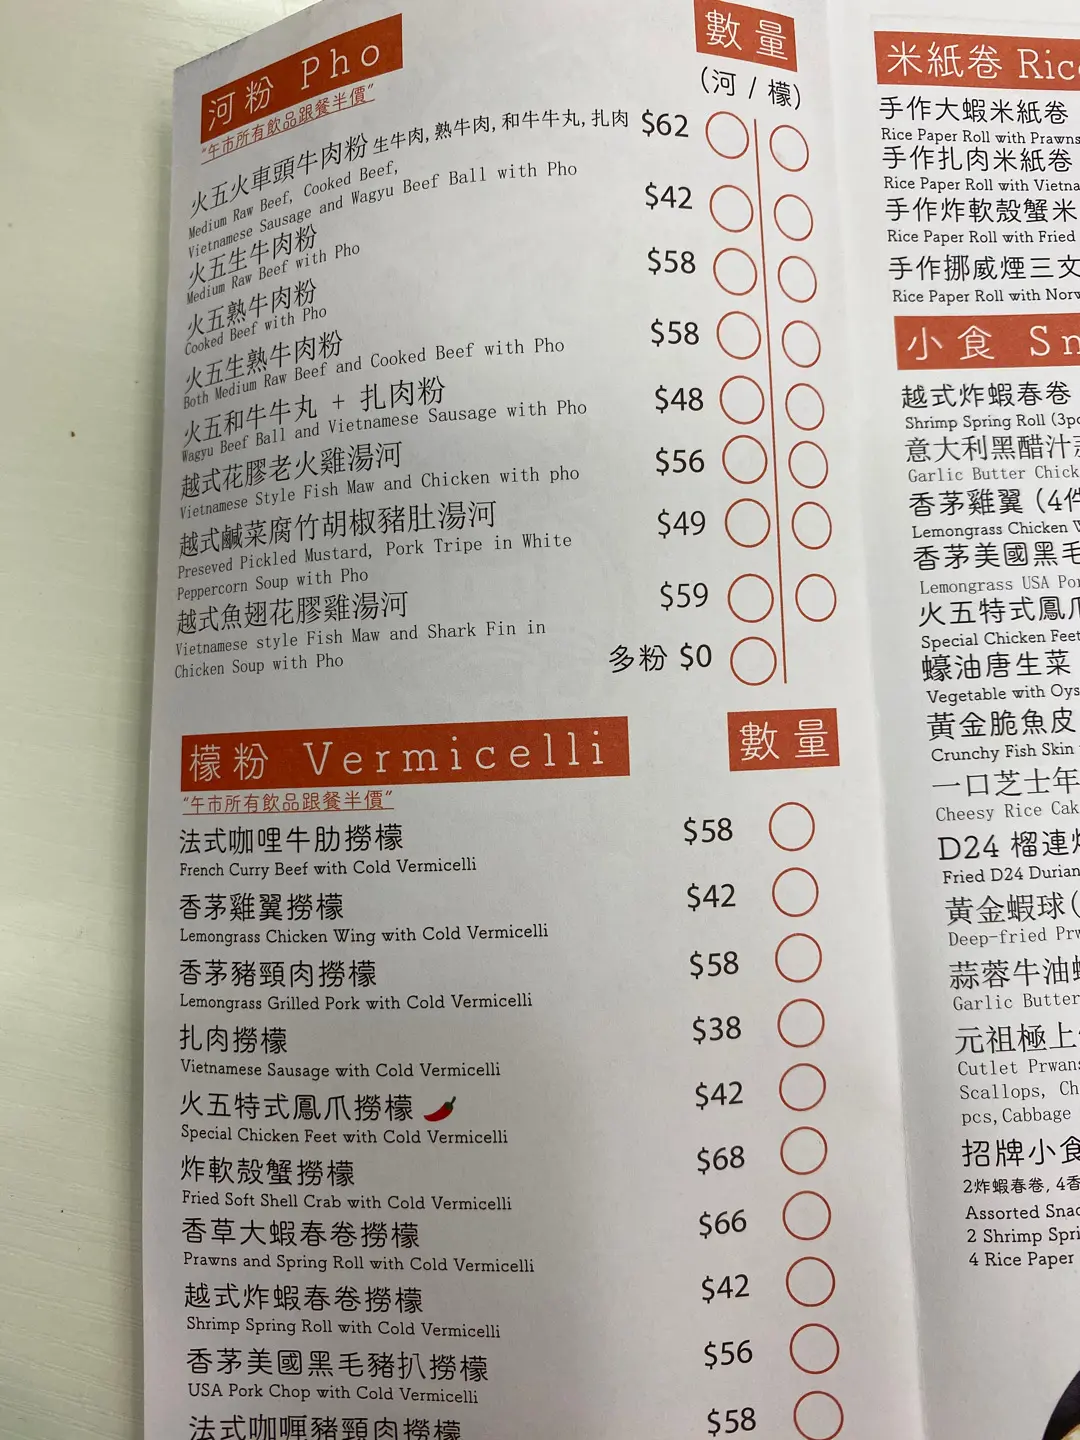 河粉 Pho
數量
"午市所有飲品跟餐半價"
(河 / 檬)
火五火車頭牛肉粉 生牛肉, 熟牛肉, 和牛牛丸, 扎肉 $62
Medium Raw Beef, Cooked Beef,
Vietnamese Sausage and Wagyu Beef Ball with Pho
火五生牛肉粉 $42
Medium Raw Beef with Pho
火五熟牛肉粉 $58
Cooked Beef with Pho
火五生熟牛肉粉 $58
Both Medium Raw Beef and Cooked Beef with Pho
火五和牛牛丸 + 扎肉粉 $48
Wagyu Beef Ball and Vietnamese Sausage with Pho
越式花膠老火雞湯河 $56
Vietnamese Style Fish Maw and Chicken with pho
越式鹹菜腐竹胡椒豬肚湯河 $49
Preseved Pickled Mustard, Pork Tripe in White
Peppercorn Soup with Pho
越式魚翅花膠雞湯河 $59
Vietnamese style Fish Maw and Shark Fin in
Chicken Soup with Pho
多粉 $0
檬粉 Vermicelli
數量
"午市所有飲品跟餐半價"
法式咖哩牛肋撈檬 $58
French Curry Beef with Cold Vermicelli
香茅雞翼撈檬 $42
Lemongrass Chicken Wing with Cold Vermicelli
香茅豬頸肉撈檬 $58
Lemongrass Grilled Pork with Cold Vermicelli
扎肉撈檬 $38
Vietnamese Sausage with Cold Vermicelli
火五特式鳳爪撈檬 $42
Special Chicken Feet with Cold Vermicelli
炸軟殼蟹撈檬 $68
Fried Soft Shell Crab with Cold Vermicelli
香草大蝦春卷撈檬 $66
Prawns and Spring Roll with Cold Vermicelli
越式炸蝦春卷撈檬 $42
Shrimp Spring Roll with Cold Vermicelli
香茅美國黑毛豬扒撈檬 $56
USA Pork Chop with Cold Vermicelli
法式咖喱豬頸肉撈檬 $58
米紙卷 Ric
手作大蝦米紙卷
Rice Paper Roll with Prawns
手作扎肉米紙卷
Rice Paper Roll with Vietna
手作炸軟殼蟹米
Rice Paper Roll with Fried
手作挪威煙三文
Rice Paper Roll with Norw
小食 Sn
越式炸蝦春卷
Shrimp Spring Roll (3p
意大利黑醋汁
Garlic Butter Chick
香茅雞翼 (4件
Lemongrass Chicken W
香茅美國黑毛
Lemongrass USA Por
火五特式鳳爪
Special Chicken Feet
蠔油唐生菜
Vegetable with Oys
黃金脆魚皮
Crunchy Fish Skin
一口芝士年
Cheesy Rice Cak
D24 榴連
Fried D24 Durian
黃金蝦球(
Deep-fried Prw
蒜蓉牛油
Garlic Butter
元祖極上
Cutlet Prwans
Scallops, Ch
pcs,Cabbage
招牌小食
2炸蝦春卷, 4香
Assorted Snac
2 Shrimp Spri
4 Rice Paper